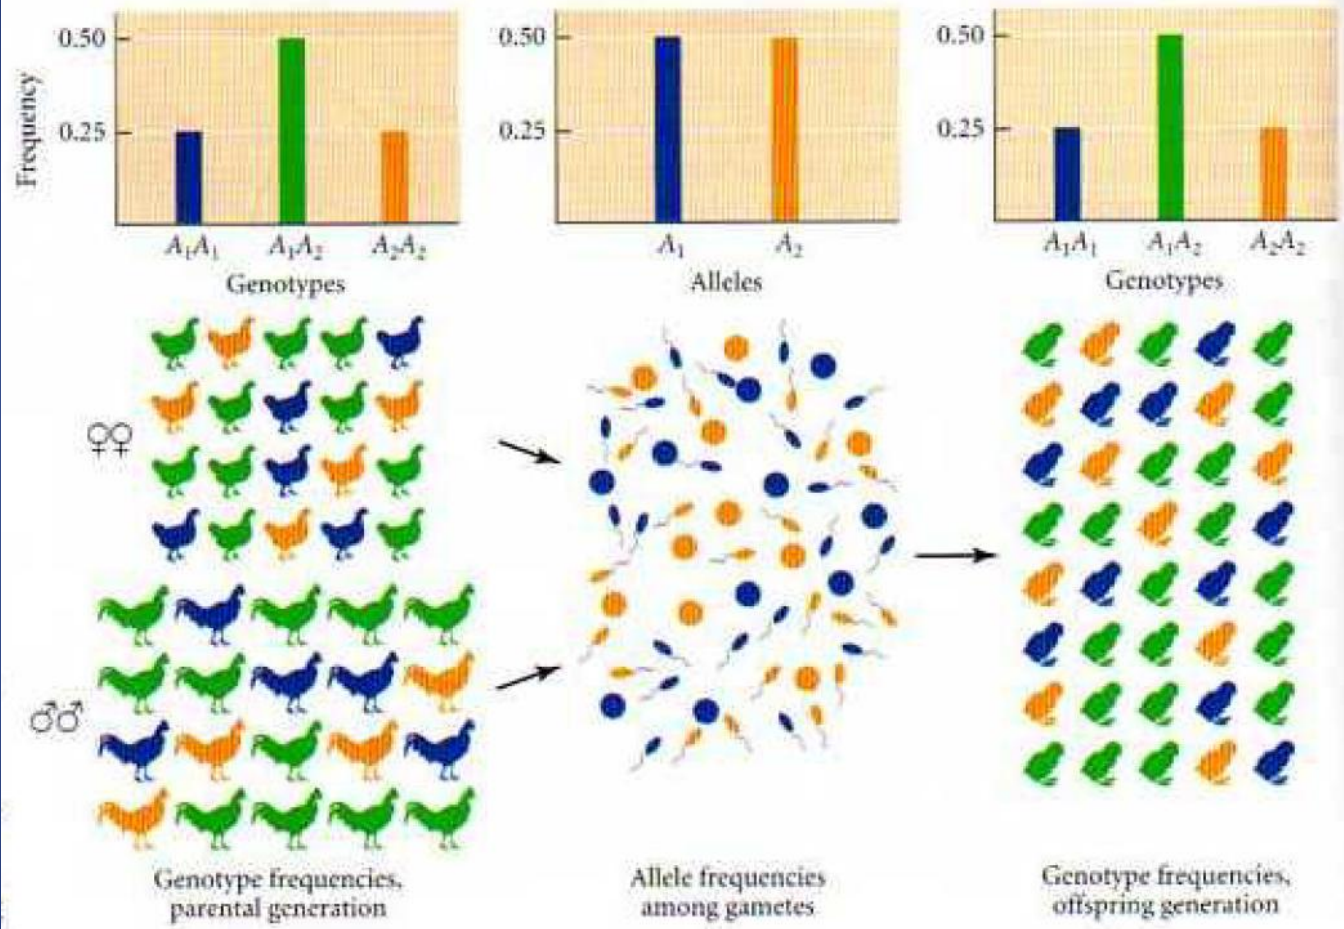 Frequency
0.50
0.25
A₁A₁ A₁A₂ A₂A₂
Genotypes
0.50
0.25
A₁ A₂
Alleles
0.50
0.25
A₁A₁ A₁A₂ A₂A₂
Genotypes
♀♀
♂♂
Genotype frequencies,
parental generation
Allele frequencies
among gametes
Genotype frequencies,
offspring generation